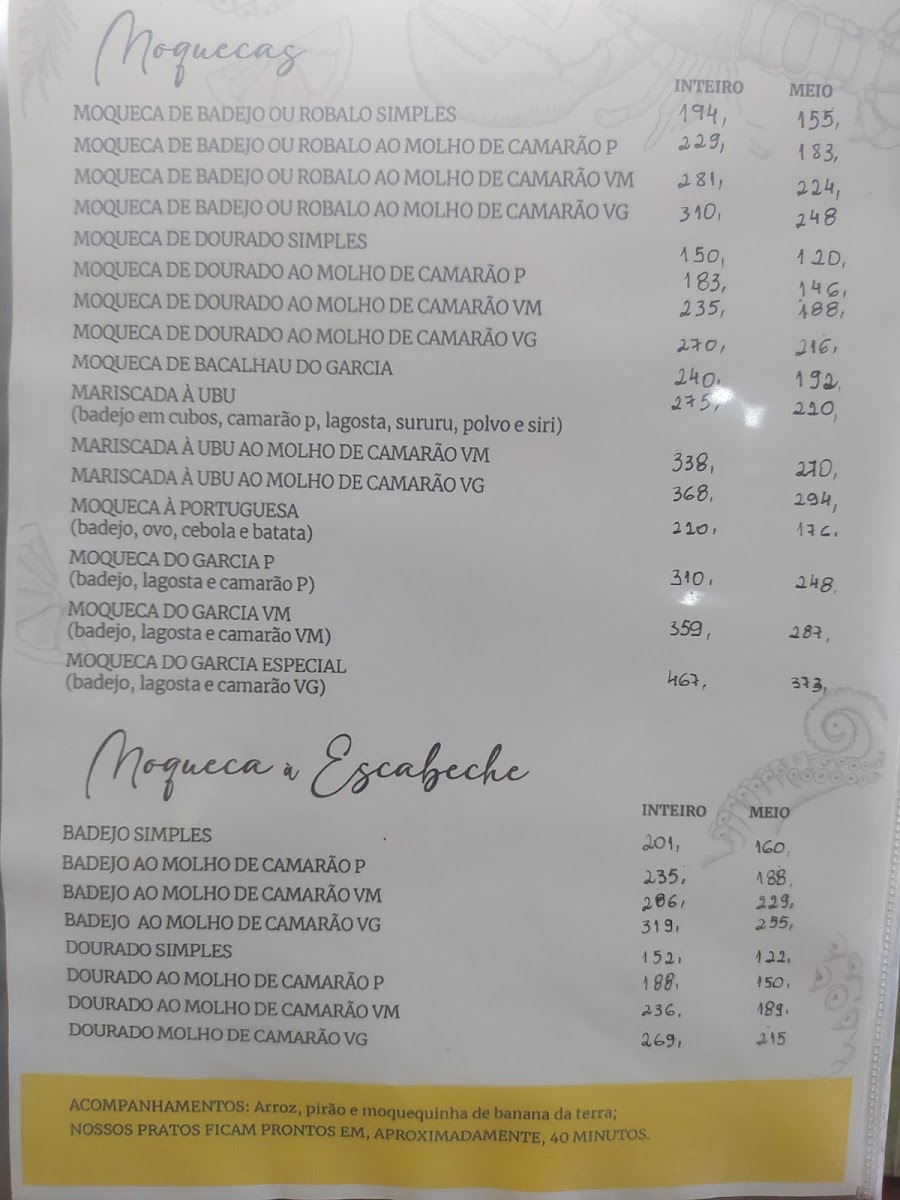 Moquecas
INTEIRO MEIO
MOQUECA DE BADEJO OU ROBALO SIMPLES 194, 155,
MOQUECA DE BADEJO OU ROBALO AO MOLHO DE CAMARÃO P 229, 183,
MOQUECA DE BADEJO OU ROBALO AO MOLHO DE CAMARÃO VM 281, 224,
MOQUECA DE BADEJO OU ROBALO AO MOLHO DE CAMARÃO VG 310, 248
MOQUECA DE DOURADO SIMPLES 150, 120,
MOQUECA DE DOURADO AO MOLHO DE CAMARÃO P 183, 146,
MOQUECA DE DOURADO AO MOLHO DE CAMARÃO VM 235, 188,
MOQUECA DE DOURADO AO MOLHO DE CAMARÃO VG 270, 216,
MOQUECA DE BACALHAU DO GARCIA 240, 192,
MARISCADA À UBU 275, 220,
(badejo em cubos, camarão p, lagosta, sururu, polvo e siri)
MARISCADA À UBU AO MOLHO DE CAMARÃO VM 338, 270,
MARISCADA À UBU AO MOLHO DE CAMARÃO VG 368, 294,
MOQUECA À PORTUGUESA
(badejo, ovo, cebola e batata) 220, 176,
MOQUECA DO GARCIA P
(badejo, lagosta e camarão P) 310, 248,
MOQUECA DO GARCIA VM
(badejo, lagosta e camarão VM) 359, 287,
MOQUECA DO GARCIA ESPECIAL
(badejo, lagosta e camarão VG) 467, 373,
Moqueca à Escabeche
INTEIRO MEIO
BADEJO SIMPLES 201, 160,
BADEJO AO MOLHO DE CAMARÃO P 235, 188,
BADEJO AO MOLHO DE CAMARÃO VM 286, 229,
BADEJO AO MOLHO DE CAMARÃO VG 319, 255,
DOURADO SIMPLES 152, 122,
DOURADO AO MOLHO DE CAMARÃO P 188, 150,
DOURADO AO MOLHO DE CAMARÃO VM 236, 189,
DOURADO MOLHO DE CAMARÃO VG 269, 215
ACOMPANHAMENTOS: Arroz, pirão e moquequinha de banana da terra;
NOSSOS PRATOS FICAM PRONTOS EM, APROXIMADAMENTE, 40 MINUTOS.